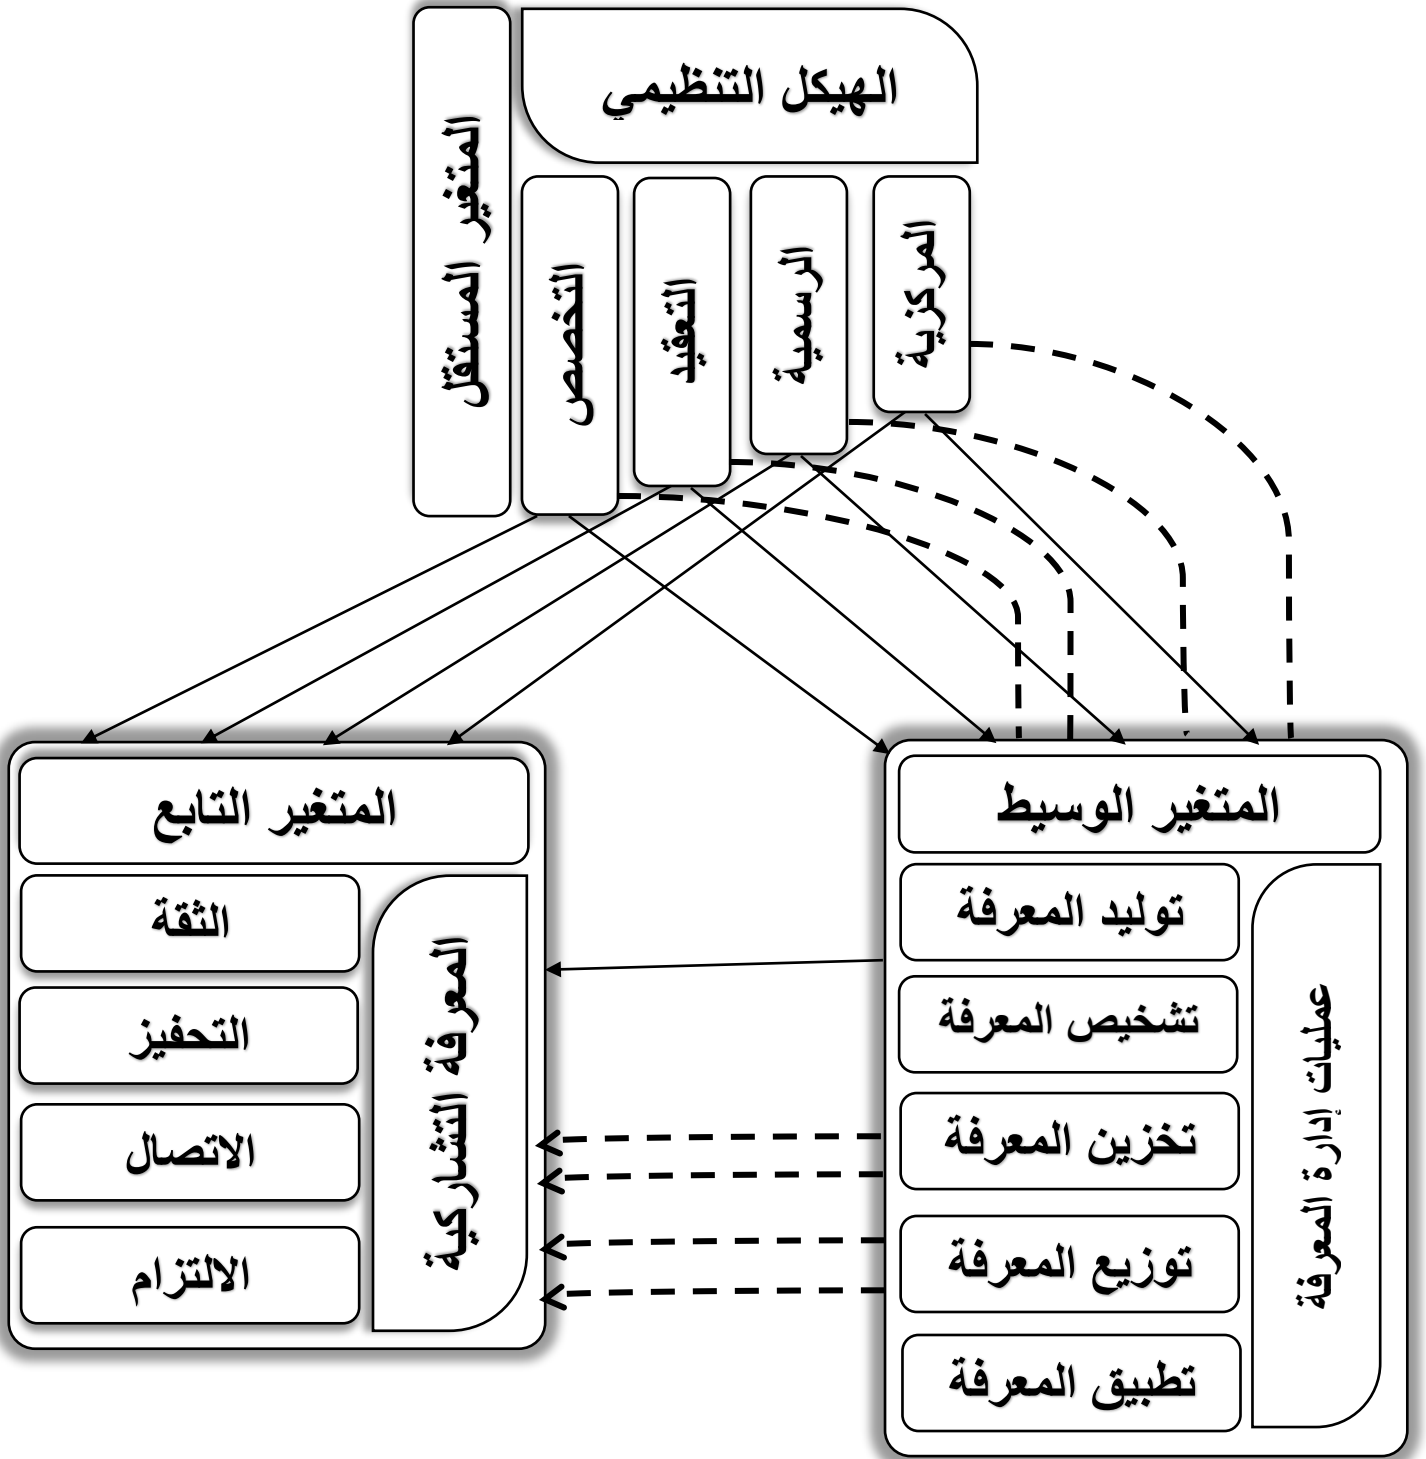 الهيكل التنظيمي
المتغير المستقل
المركزية
الرسمية
التعقيد
التخصص
المتغير الوسيط
عمليات إدارة المعرفة
توليد المعرفة
تشخيص المعرفة
تخزين المعرفة
توزيع المعرفة
تطبيق المعرفة
المتغير التابع
المعرفة التشاركية
الثقة
التحفيز
الاتصال
الالتزام